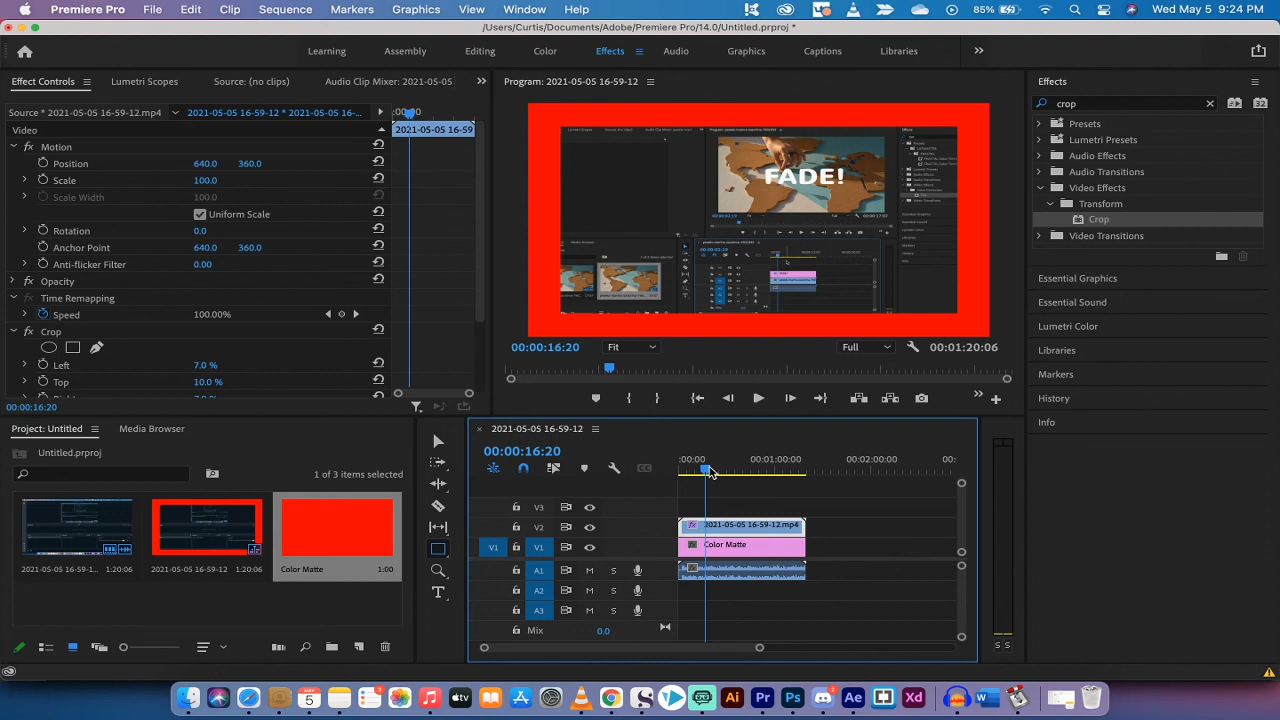 Premiere Pro File Edit Clip Sequence Markers Graphics View Window Help 85% Wed May 5 9:24 PM
/Users/Curtis/Documents/Adobe/Premiere Pro/14.0/Untitled.prproj *
Learning Assembly Editing Color Effects Audio Graphics Captions Libraries
Effect Controls Lumetri Scopes Source: (no clips) Audio Clip Mixer: 2021-05-05
Source * 2021-05-05 16-59-12.mp4 2021-05-05 16-59-12 * 2021-05-05 16-... :00:00
Video 2021-05-05 16-59
Motion
Position 640.0 360.0
Scale 100.0
Scale Width 100.0
Uniform Scale
Rotation 0.0
Anchor Point 640.0 360.0
Anti-flicker Filter 0.00
Opacity
Time Remapping
Speed 100.00%
Crop
Left 7.0 %
Top 10.0 %
00:00:16:20
Program: 2021-05-05 16-59-12
FADE!
00:00:16:20 Fit Full 00:01:20:06
Effects
crop
Presets
Lumetri Presets
Audio Effects
Audio Transitions
Video Effects
Transform
Crop
Video Transitions
Essential Graphics
Essential Sound
Lumetri Color
Libraries
Markers
History
Info
Project: Untitled Media Browser
Untitled.prproj
1 of 3 items selected
2021-05-05 16-59-1... 1:20:06
2021-05-05 16-59-12 1:20:06
Color Matte 1:00
2021-05-05 16-59-12
00:00:16:20
:00:00 00:01:00:00 00:02:00:00 00:
V3
V2 2021-05-05 16-59-12.mp4
V1 V1 Color Matte
A1 M S
A2 M S
A3 M S
Mix 0.0
S S
MAY 5 3 tv Ai Pr Ps 2 Ae Xd W